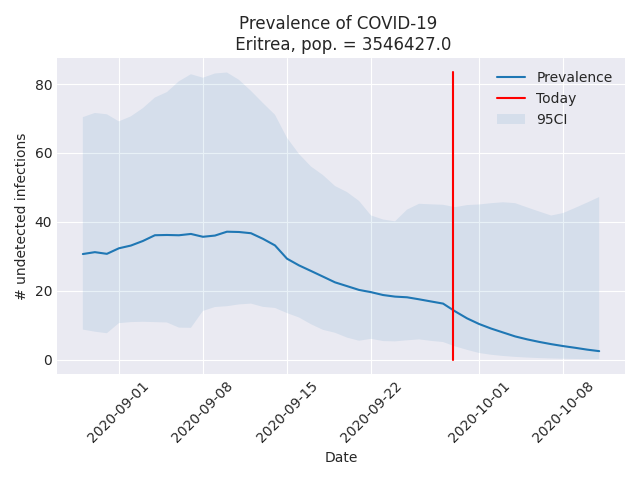 Prevalence of COVID-19
Eritrea, pop. = 3546427.0
Prevalence
Today
95CI
# undetected infections
80
60
40
20
0
2020-09-01
2020-09-08
2020-09-15
2020-09-22
2020-10-01
2020-10-08
Date